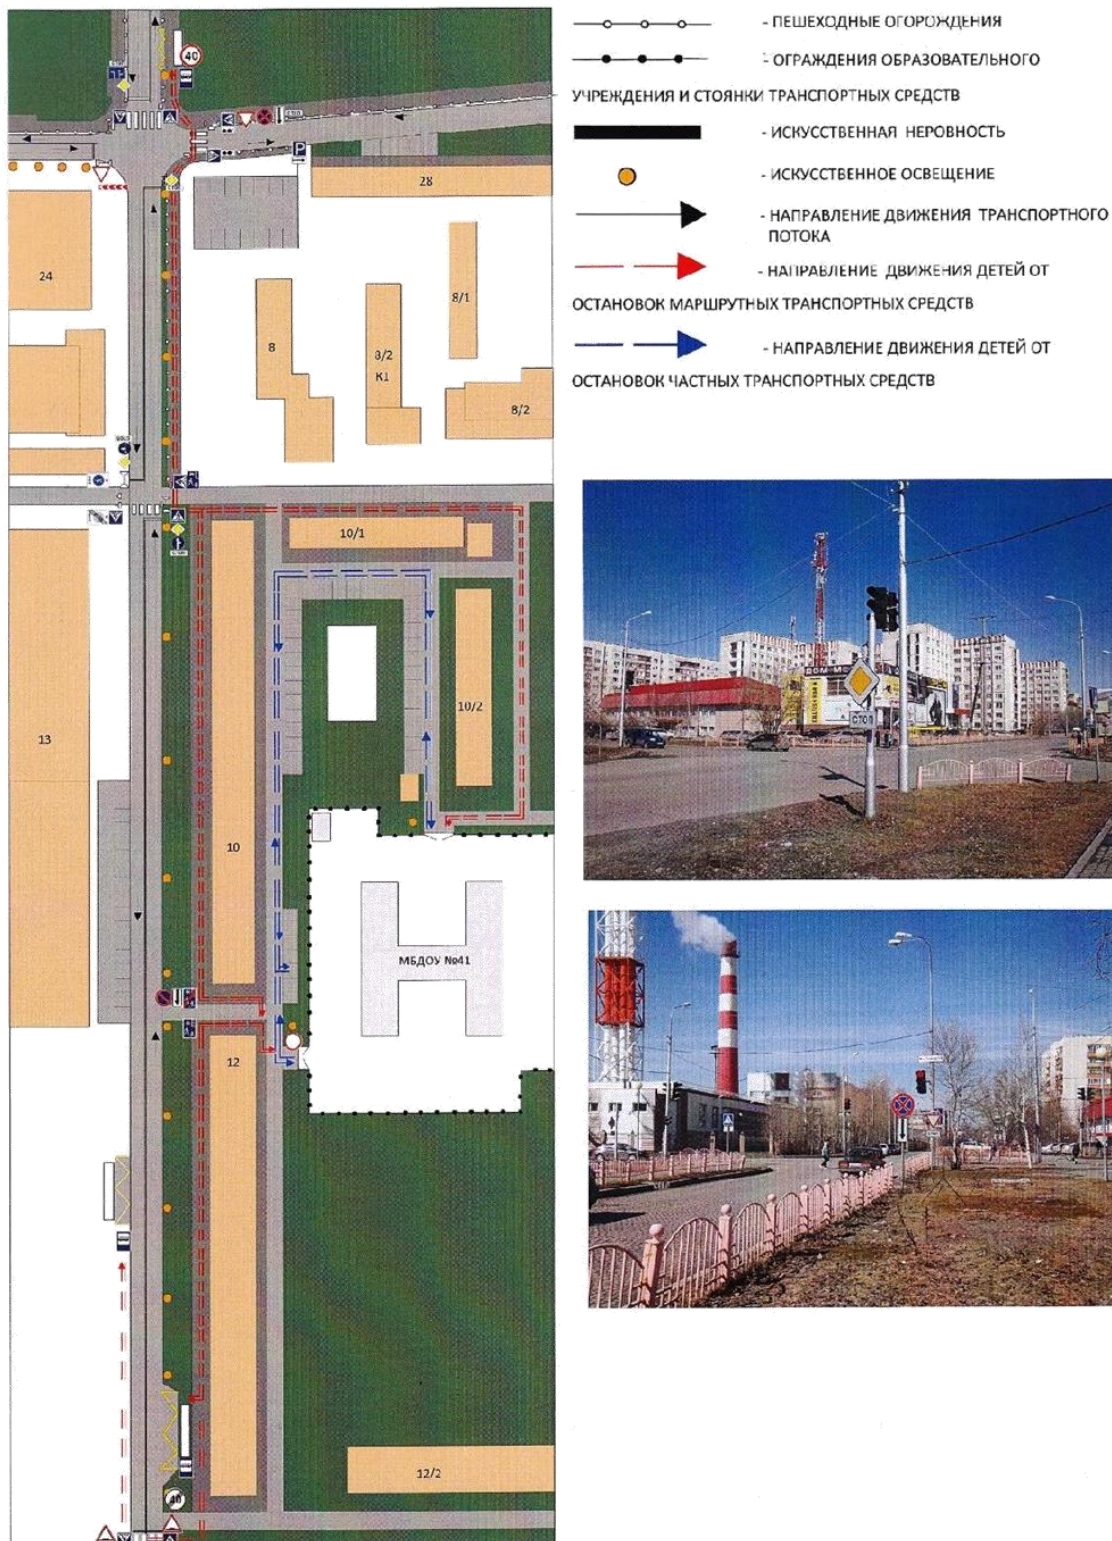 - ПЕШЕХОДНЫЕ ОГОРОЖДЕНИЯ
- ОГРАЖДЕНИЯ ОБРАЗОВАТЕЛЬНОГО
УЧРЕЖДЕНИЯ И СТОЯНКИ ТРАНСПОРТНЫХ СРЕДСТВ
- ИСКУССТВЕННАЯ НЕРОВНОСТЬ
- ИСКУССТВЕННОЕ ОСВЕЩЕНИЕ
- НАПРАВЛЕНИЕ ДВИЖЕНИЯ ТРАНСПОРТНОГО
ПОТОКА
- НАПРАВЛЕНИЕ ДВИЖЕНИЯ ДЕТЕЙ ОТ
ОСТАНОВОК МАРШРУТНЫХ ТРАНСПОРТНЫХ СРЕДСТВ
- НАПРАВЛЕНИЕ ДВИЖЕНИЯ ДЕТЕЙ ОТ
ОСТАНОВОК ЧАСТНЫХ ТРАНСПОРТНЫХ СРЕДСТВ
40
P
28
24
8
8/2
К1
8/1
8/2
10/1
10/2
13
10
МБДОУ №41
12
12/2
40
СТОП